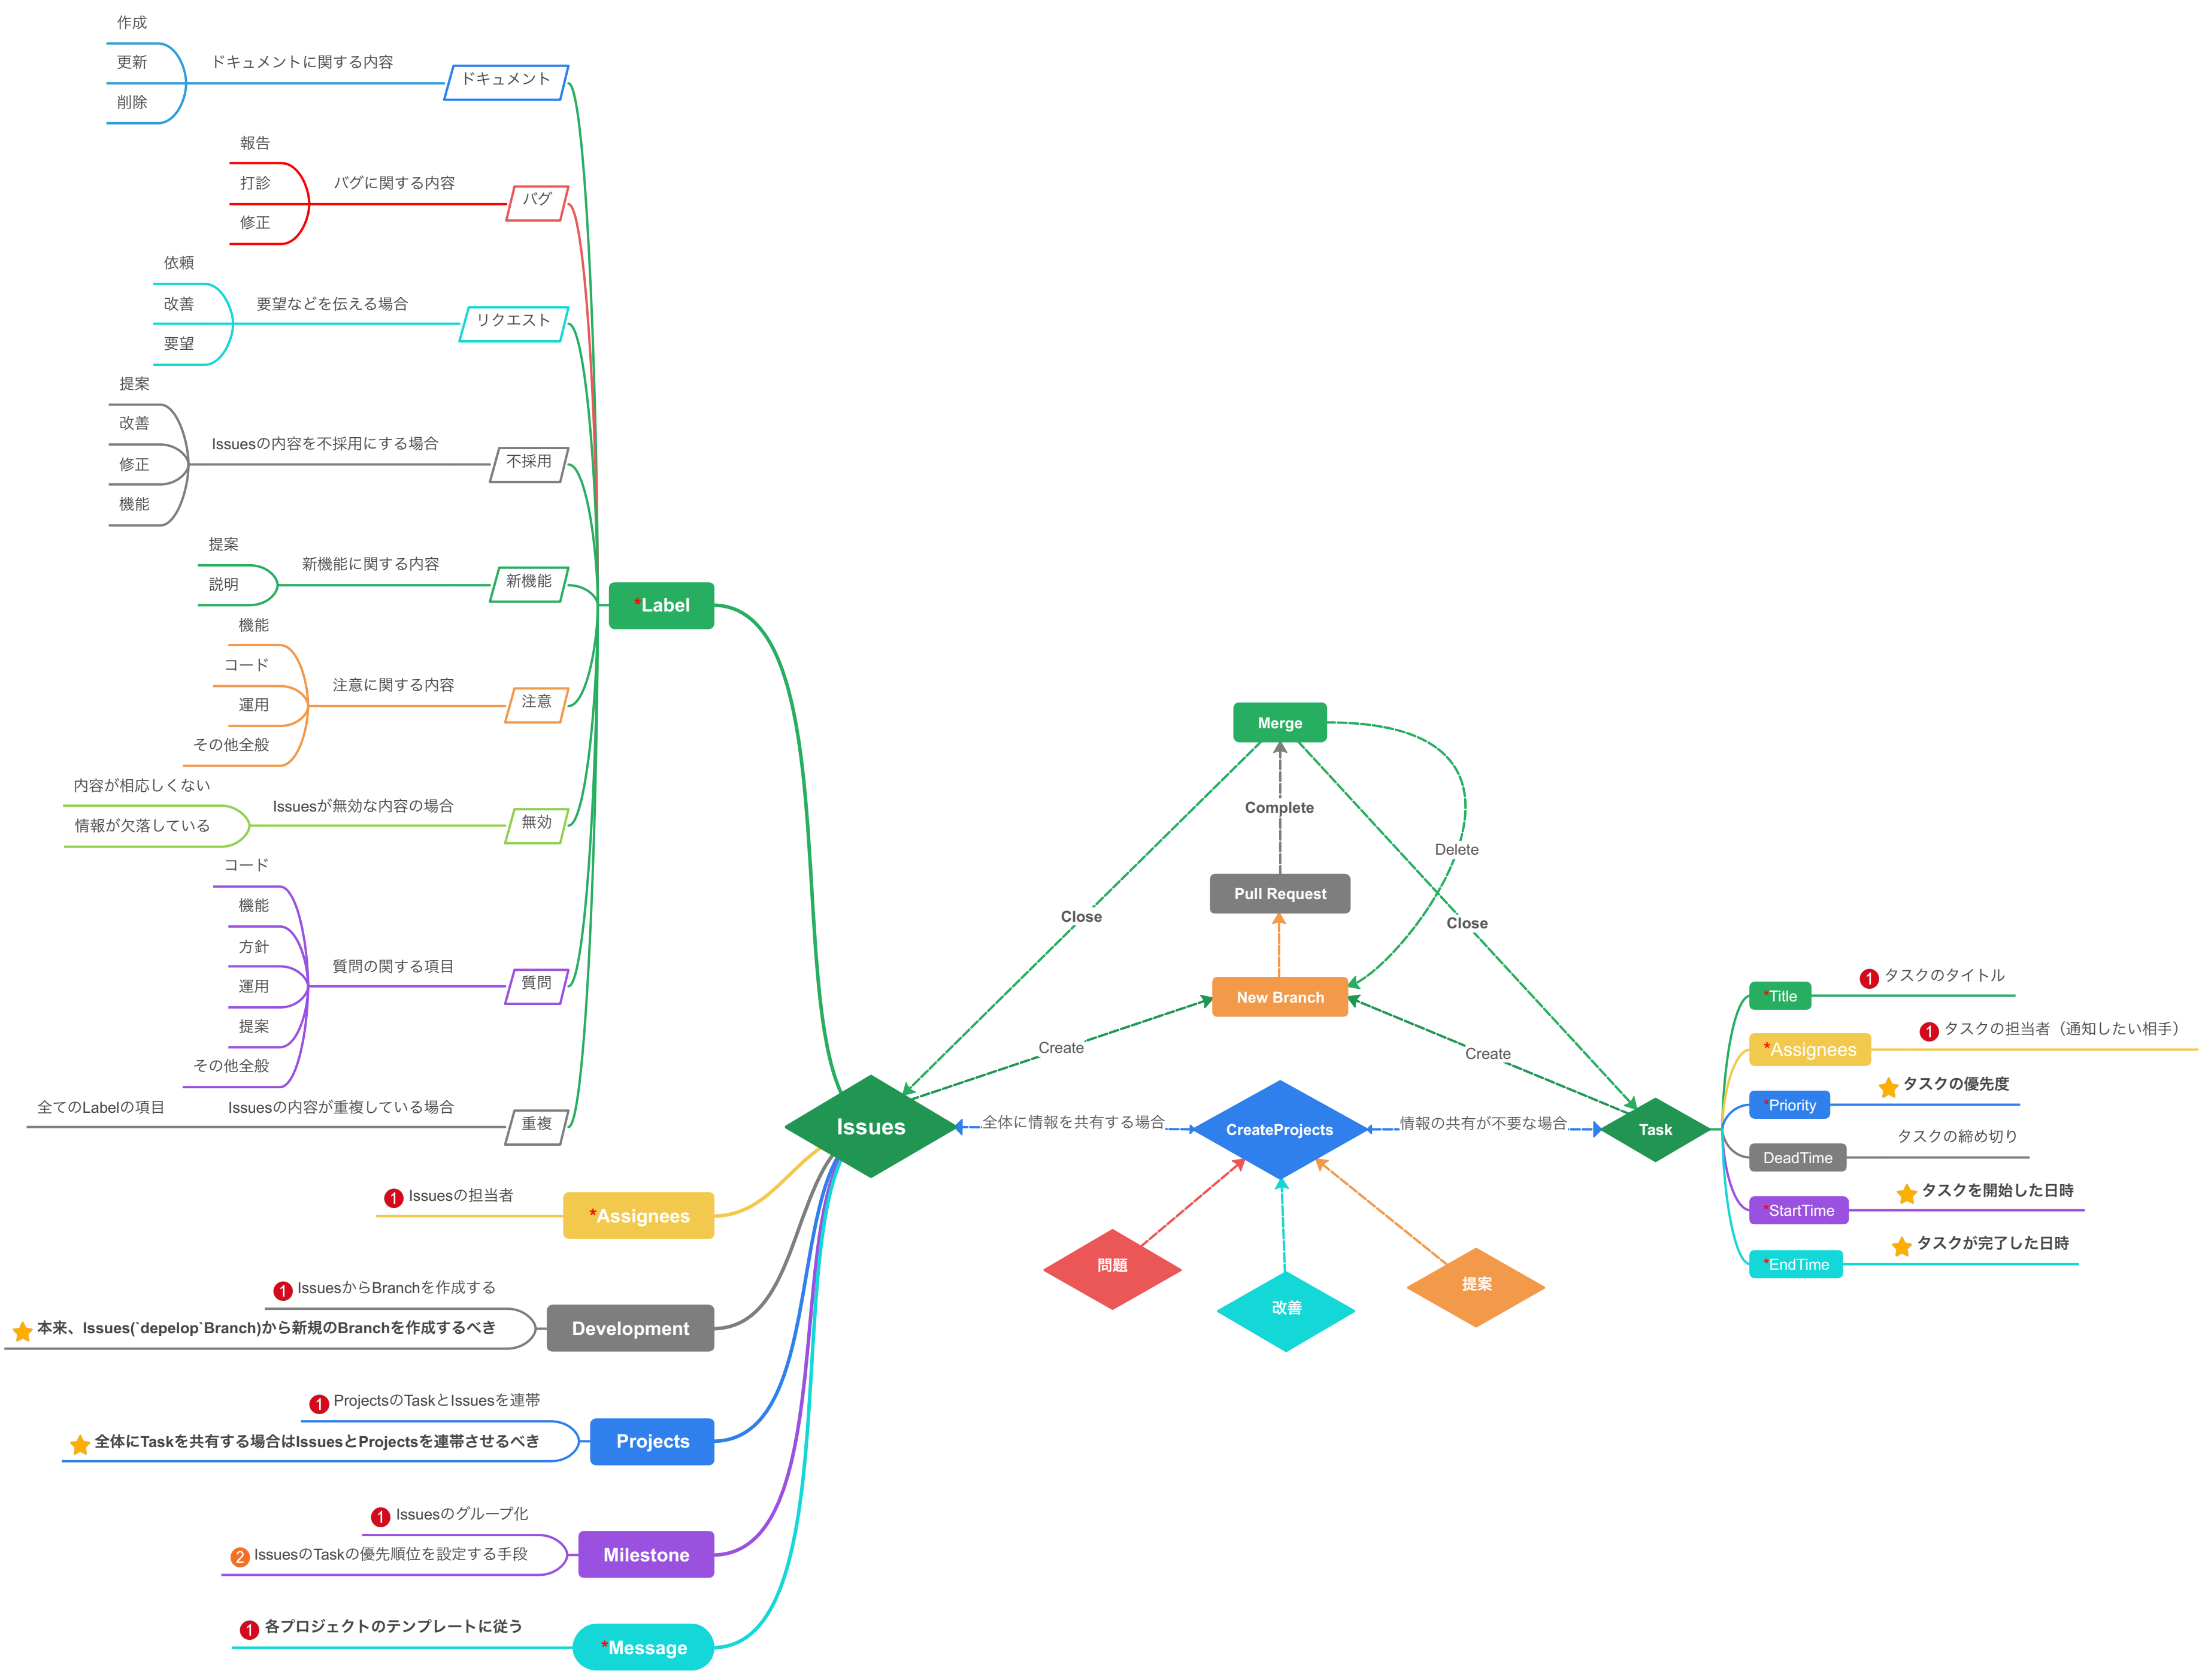 作成
更新
削除
ドキュメントに関する内容
ドキュメント
報告
打診
修正
バグに関する内容
バグ
依頼
改善
要望
要望などを伝える場合
リクエスト
提案
改善
修正
機能
Issuesの内容を不採用にする場合
不採用
提案
説明
新機能に関する内容
新機能
*Label
機能
コード
運用
その他全般
注意に関する内容
注意
内容が相応しくない
情報が欠落している
Issuesが無効な内容の場合
無効
コード
機能
方針
運用
提案
その他全般
質問の関する項目
質問
全てのLabelの項目
Issuesの内容が重複している場合
重複
1 Issuesの担当者
*Assignees
1 IssuesからBranchを作成する
本来、Issues(`depelop`Branch)から新規のBranchを作成するべき
Development
1 ProjectsのTaskとIssuesを連帯
全体にTaskを共有する場合はIssuesとProjectsを連帯させるべき
Projects
1 Issuesのグループ化
2 IssuesのTaskの優先順位を設定する手段
Milestone
1 各プロジェクトのテンプレートに従う
*Message
Issues
Merge
Complete
Delete
Pull Request
Close
Close
New Branch
Create
Create
全体に情報を共有する場合
CreateProjects
情報の共有が不要な場合
Task
問題
改善
提案
*Title
1 タスクのタイトル
*Assignees
1 タスクの担当者（通知したい相手）
*Priority
タスクの優先度
DeadTime
タスクの締め切り
*StartTime
タスクを開始した日時
*EndTime
タスクが完了した日時